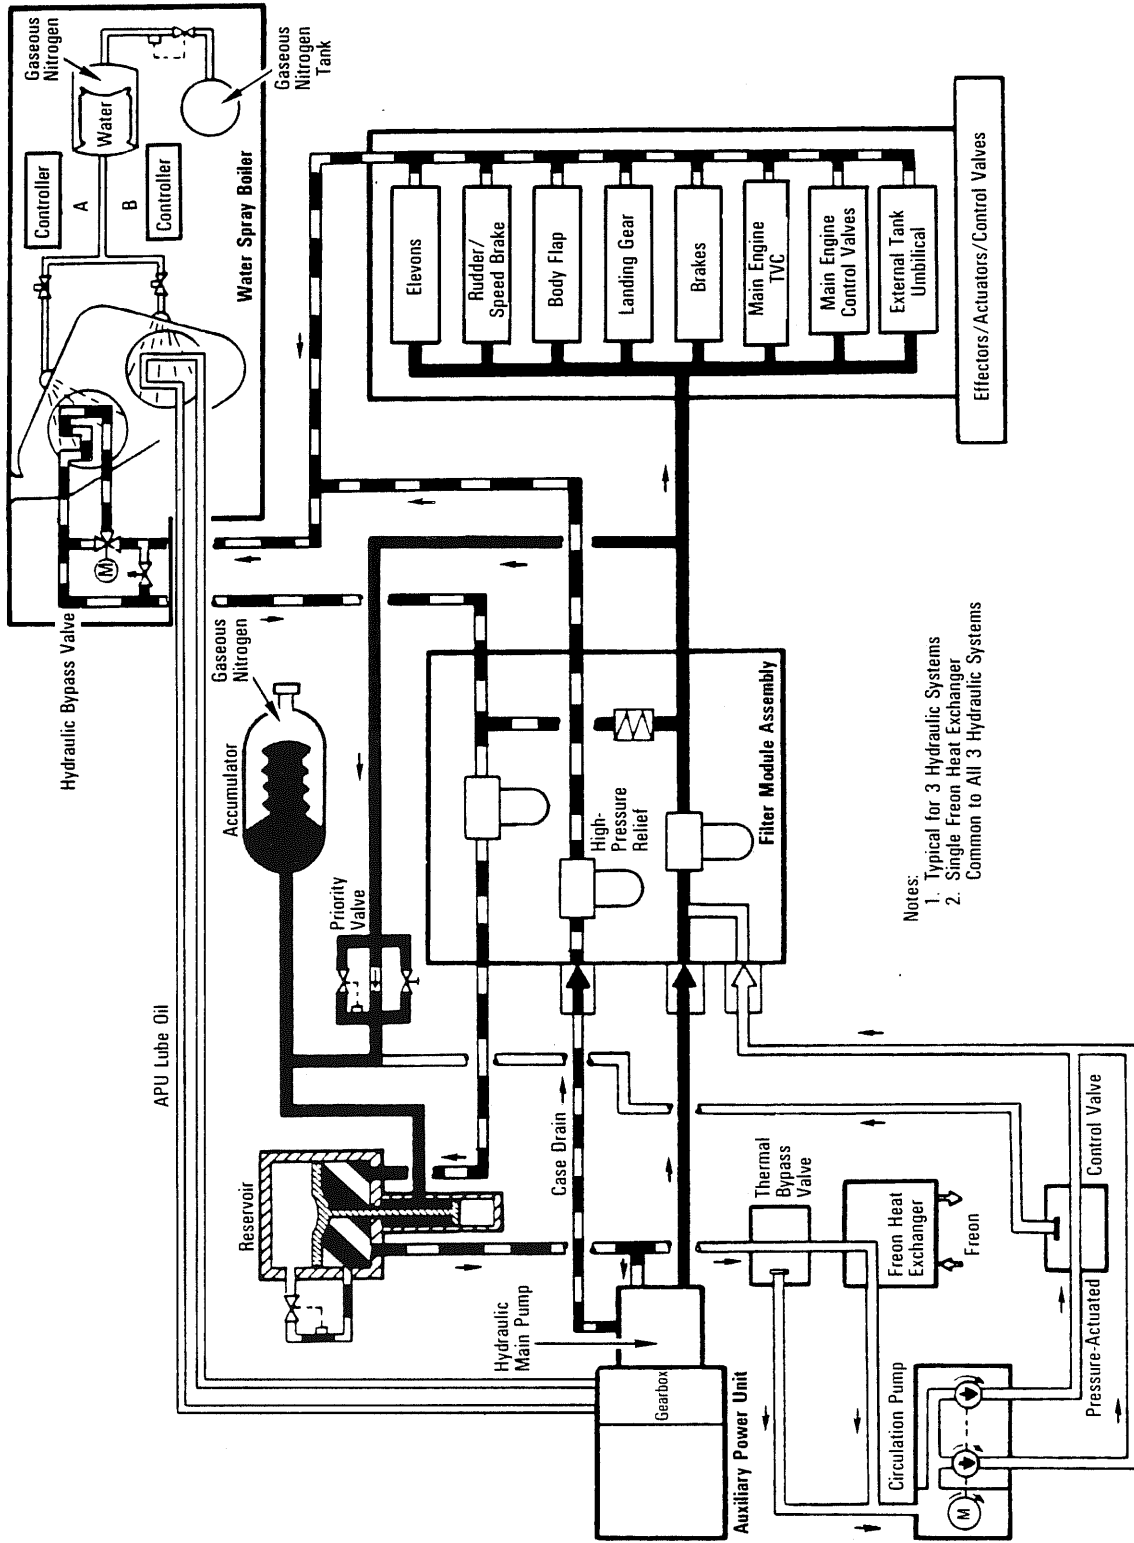 Gaseous
Nitrogen
Water
Gaseous
Nitrogen
Tank
Controller
A
B
Controller
Water Spray Boiler
M
Hydraulic Bypass Valve
Elevons
Rudder/
Speed Brake
Body Flap
Landing Gear
Brakes
Main Engine
TVC
Main Engine
Control Valves
External Tank
Umbilical
Effectors/Actuators/Control Valves
Gaseous
Nitrogen
Accumulator
Priority
Valve
High-
Pressure
Relief
Filter Module Assembly
APU Lube Oil
Reservoir
Case Drain
Hydraulic
Main Pump
Gearbox
Auxiliary Power Unit
Thermal
Bypass
Valve
Freon Heat
Exchanger
Freon
Circulation Pump
M
Pressure-Actuated
Control Valve
Notes:
1. Typical for 3 Hydraulic Systems
2. Single Freon Heat Exchanger
Common to All 3 Hydraulic Systems